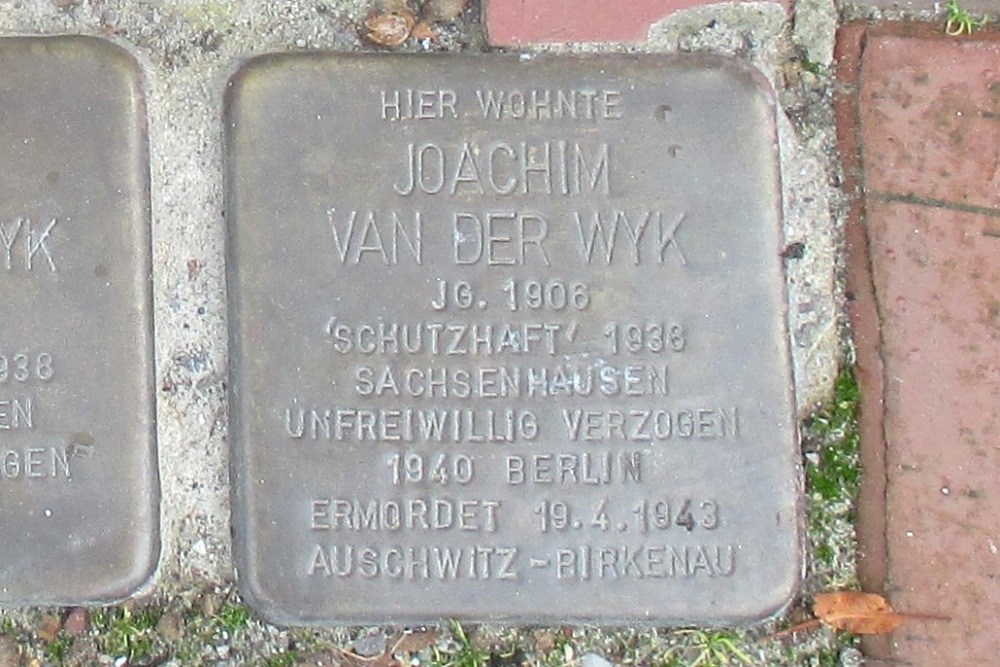 HIER WOHNTE
JOACHIM
VAN DER WYK
JG. 1906
'SCHUTZHAFT' 1938
SACHSENHAUSEN
UNFREIWILLIG VERZOGEN
1940 BERLIN
ERMORDET 19.4.1943
AUSCHWITZ-BIRKENAU